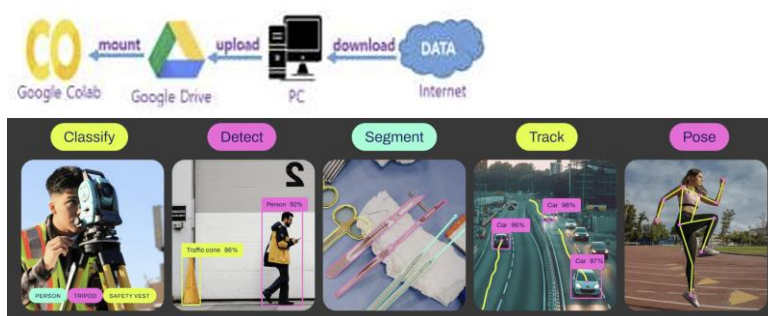 mount
upload
download
DATA
Google Colab
Google Drive
PC
Internet
Classify
Detect
Segment
Track
Pose
2
Person 92%
Traffic cone 86%
Car 98%
Car 96%
Car 97%
PERSON
TRIPOD
SAFETY VEST